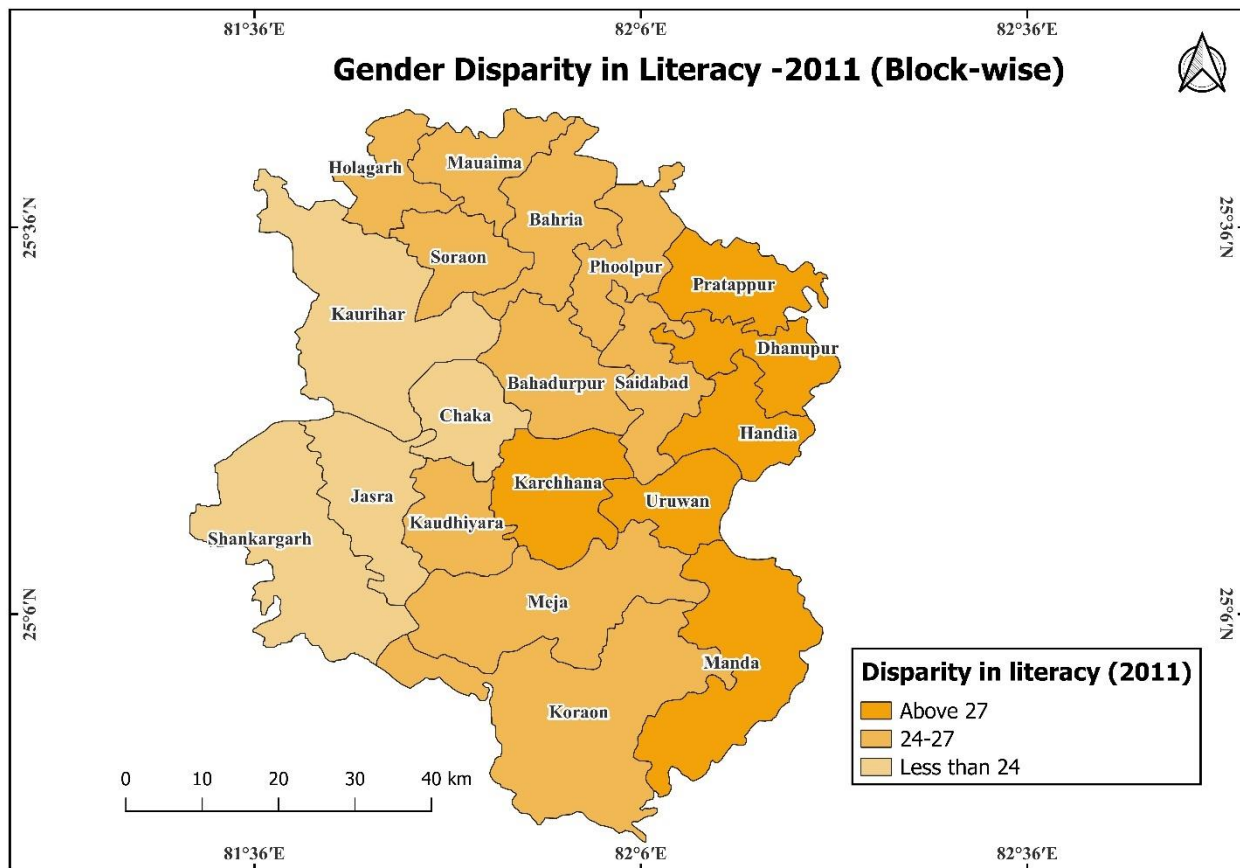 81°36'E 82°6'E 82°36'E
Gender Disparity in Literacy -2011 (Block-wise)
Holagarh
Mauaima
Bahria
25°36'N
25°36'N
Soraon
Phoolpur
Pratappur
Kaurihar
Dhanupur
Bahadurpur
Saidabad
Chaka
Handia
Karchhana
Jasra
Uruwan
Kaudhiyara
Shankargarh
Meja
25°6'N
25°6'N
Manda
Koraon
Disparity in literacy (2011)
Above 27
24-27
Less than 24
0 10 20 30 40 km
81°36'E 82°6'E 82°36'E